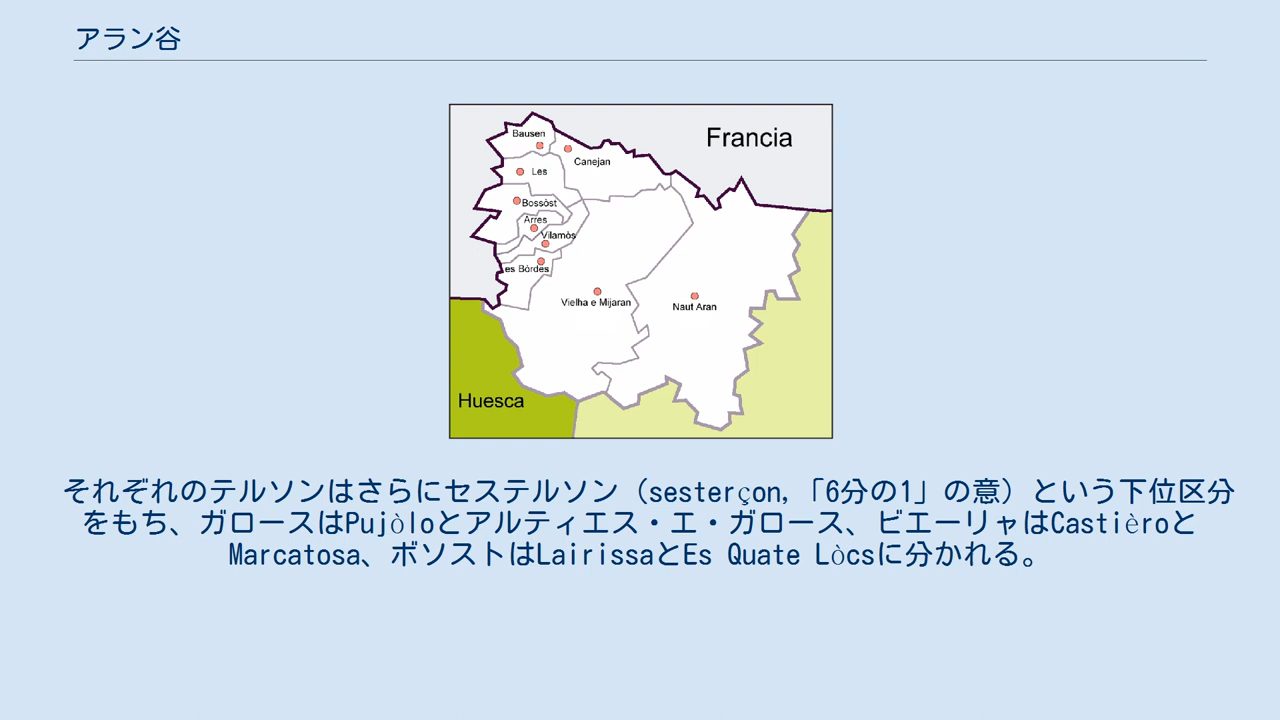 アラン谷
Francia
Bausen
Canejan
Les
Bossòst
Arres
Vilamòs
es Bòrdes
Vielha e Mijaran
Naut Aran
Huesca
それぞれのテルソンはさらにセステルソン（sesterçon,「6分の1」の意）という下位区分
をもち、ガロースはPujòloとアルティエス・エ・ガロース、ビエーリャはCastièroと
Marcatosa、ボソストはLairissaとEs Quate Lòcsに分かれる。